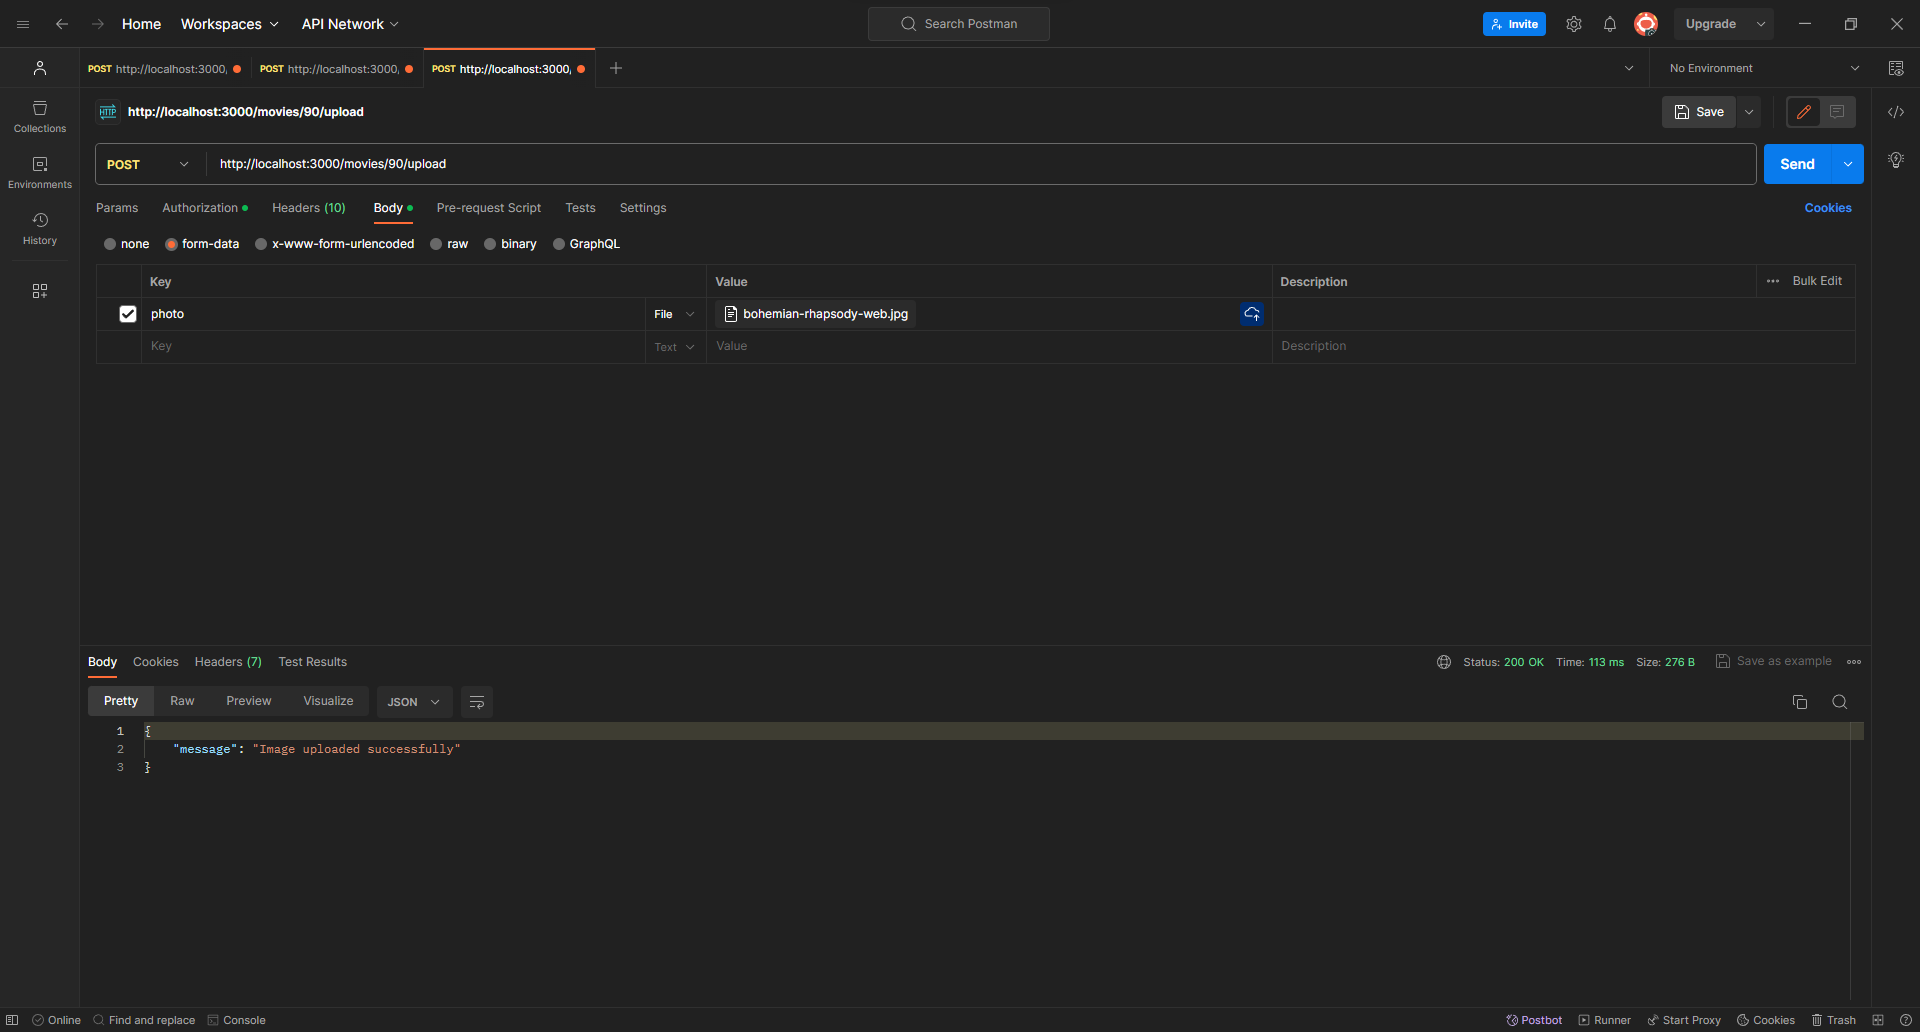 Home Workspaces API Network Search Postman Invite Upgrade
POST http://localhost:3000, POST http://localhost:3000, POST http://localhost:3000, No Environment
HTTP http://localhost:3000/movies/90/upload Save
Collections
Environments
History
POST http://localhost:3000/movies/90/upload Send
Params Authorization Headers (10) Body Pre-request Script Tests Settings Cookies
none form-data x-www-form-urlencoded raw binary GraphQL
Key Value Description Bulk Edit
photo File bohemian-rhapsody-web.jpg
Key Text Value Description
Body Cookies Headers (7) Test Results Status: 200 OK Time: 113 ms Size: 276 B Save as example
Pretty Raw Preview Visualize JSON
1 {
2 "message": "Image uploaded successfully"
3 }
Online Find and replace Console Postbot Runner Start Proxy Cookies Trash